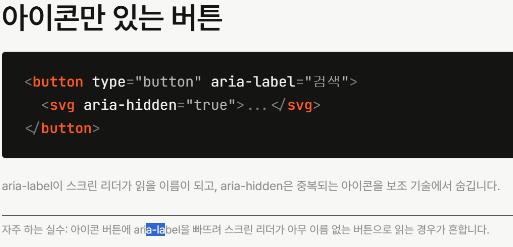 아이콘만 있는 버튼
<button type="button" aria-label="검색">
<svg aria-hidden="true">...</svg>
</button>
aria-label이 스크린 리더가 읽을 이름이 되고, aria-hidden은 중복되는 아이콘을 보조 기술에서 숨깁니다.
자주 하는 실수: 아이콘 버튼에 aria-label을 빠뜨려 스크린 리더가 아무 이름 없는 버튼으로 읽는 경우가 흔합니다.